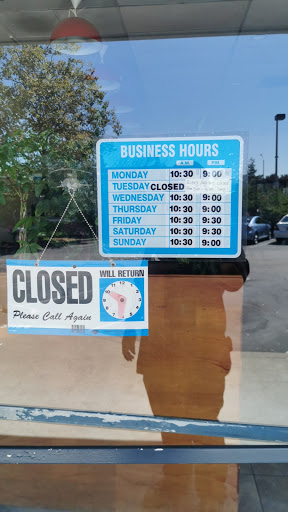 BUSINESS HOURS
AM PM
MONDAY 10:30 9:00
TUESDAY CLOSED
WEDNESDAY 10:30 9:00
THURSDAY 10:30 9:00
FRIDAY 10:30 9:30
SATURDAY 10:30 9:30
SUNDAY 10:30 9:00
WILL RETURN
CLOSED
Please Call Again